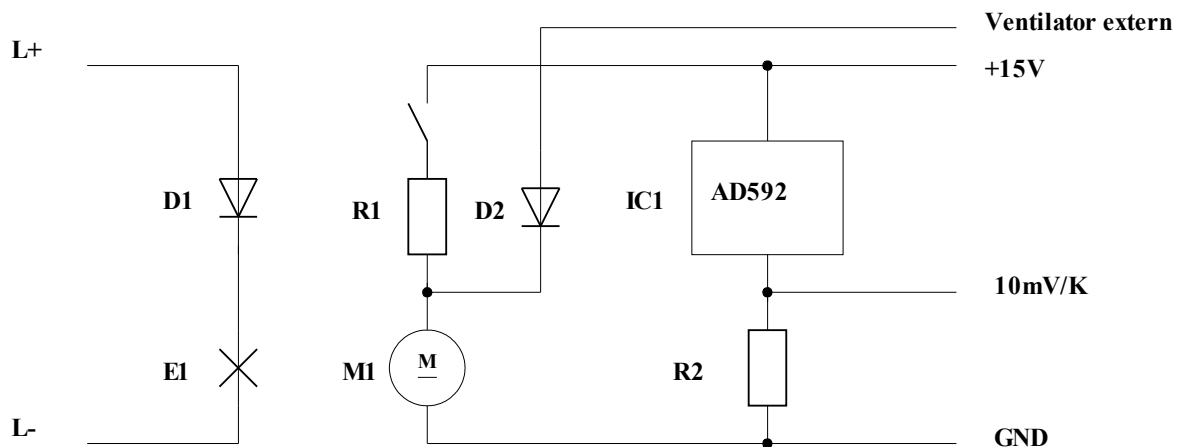 Ventilator extern
L+
+15V
D1
R1
D2
IC1
AD592
10mV/K
E1
M1
M
R2
L-
GND